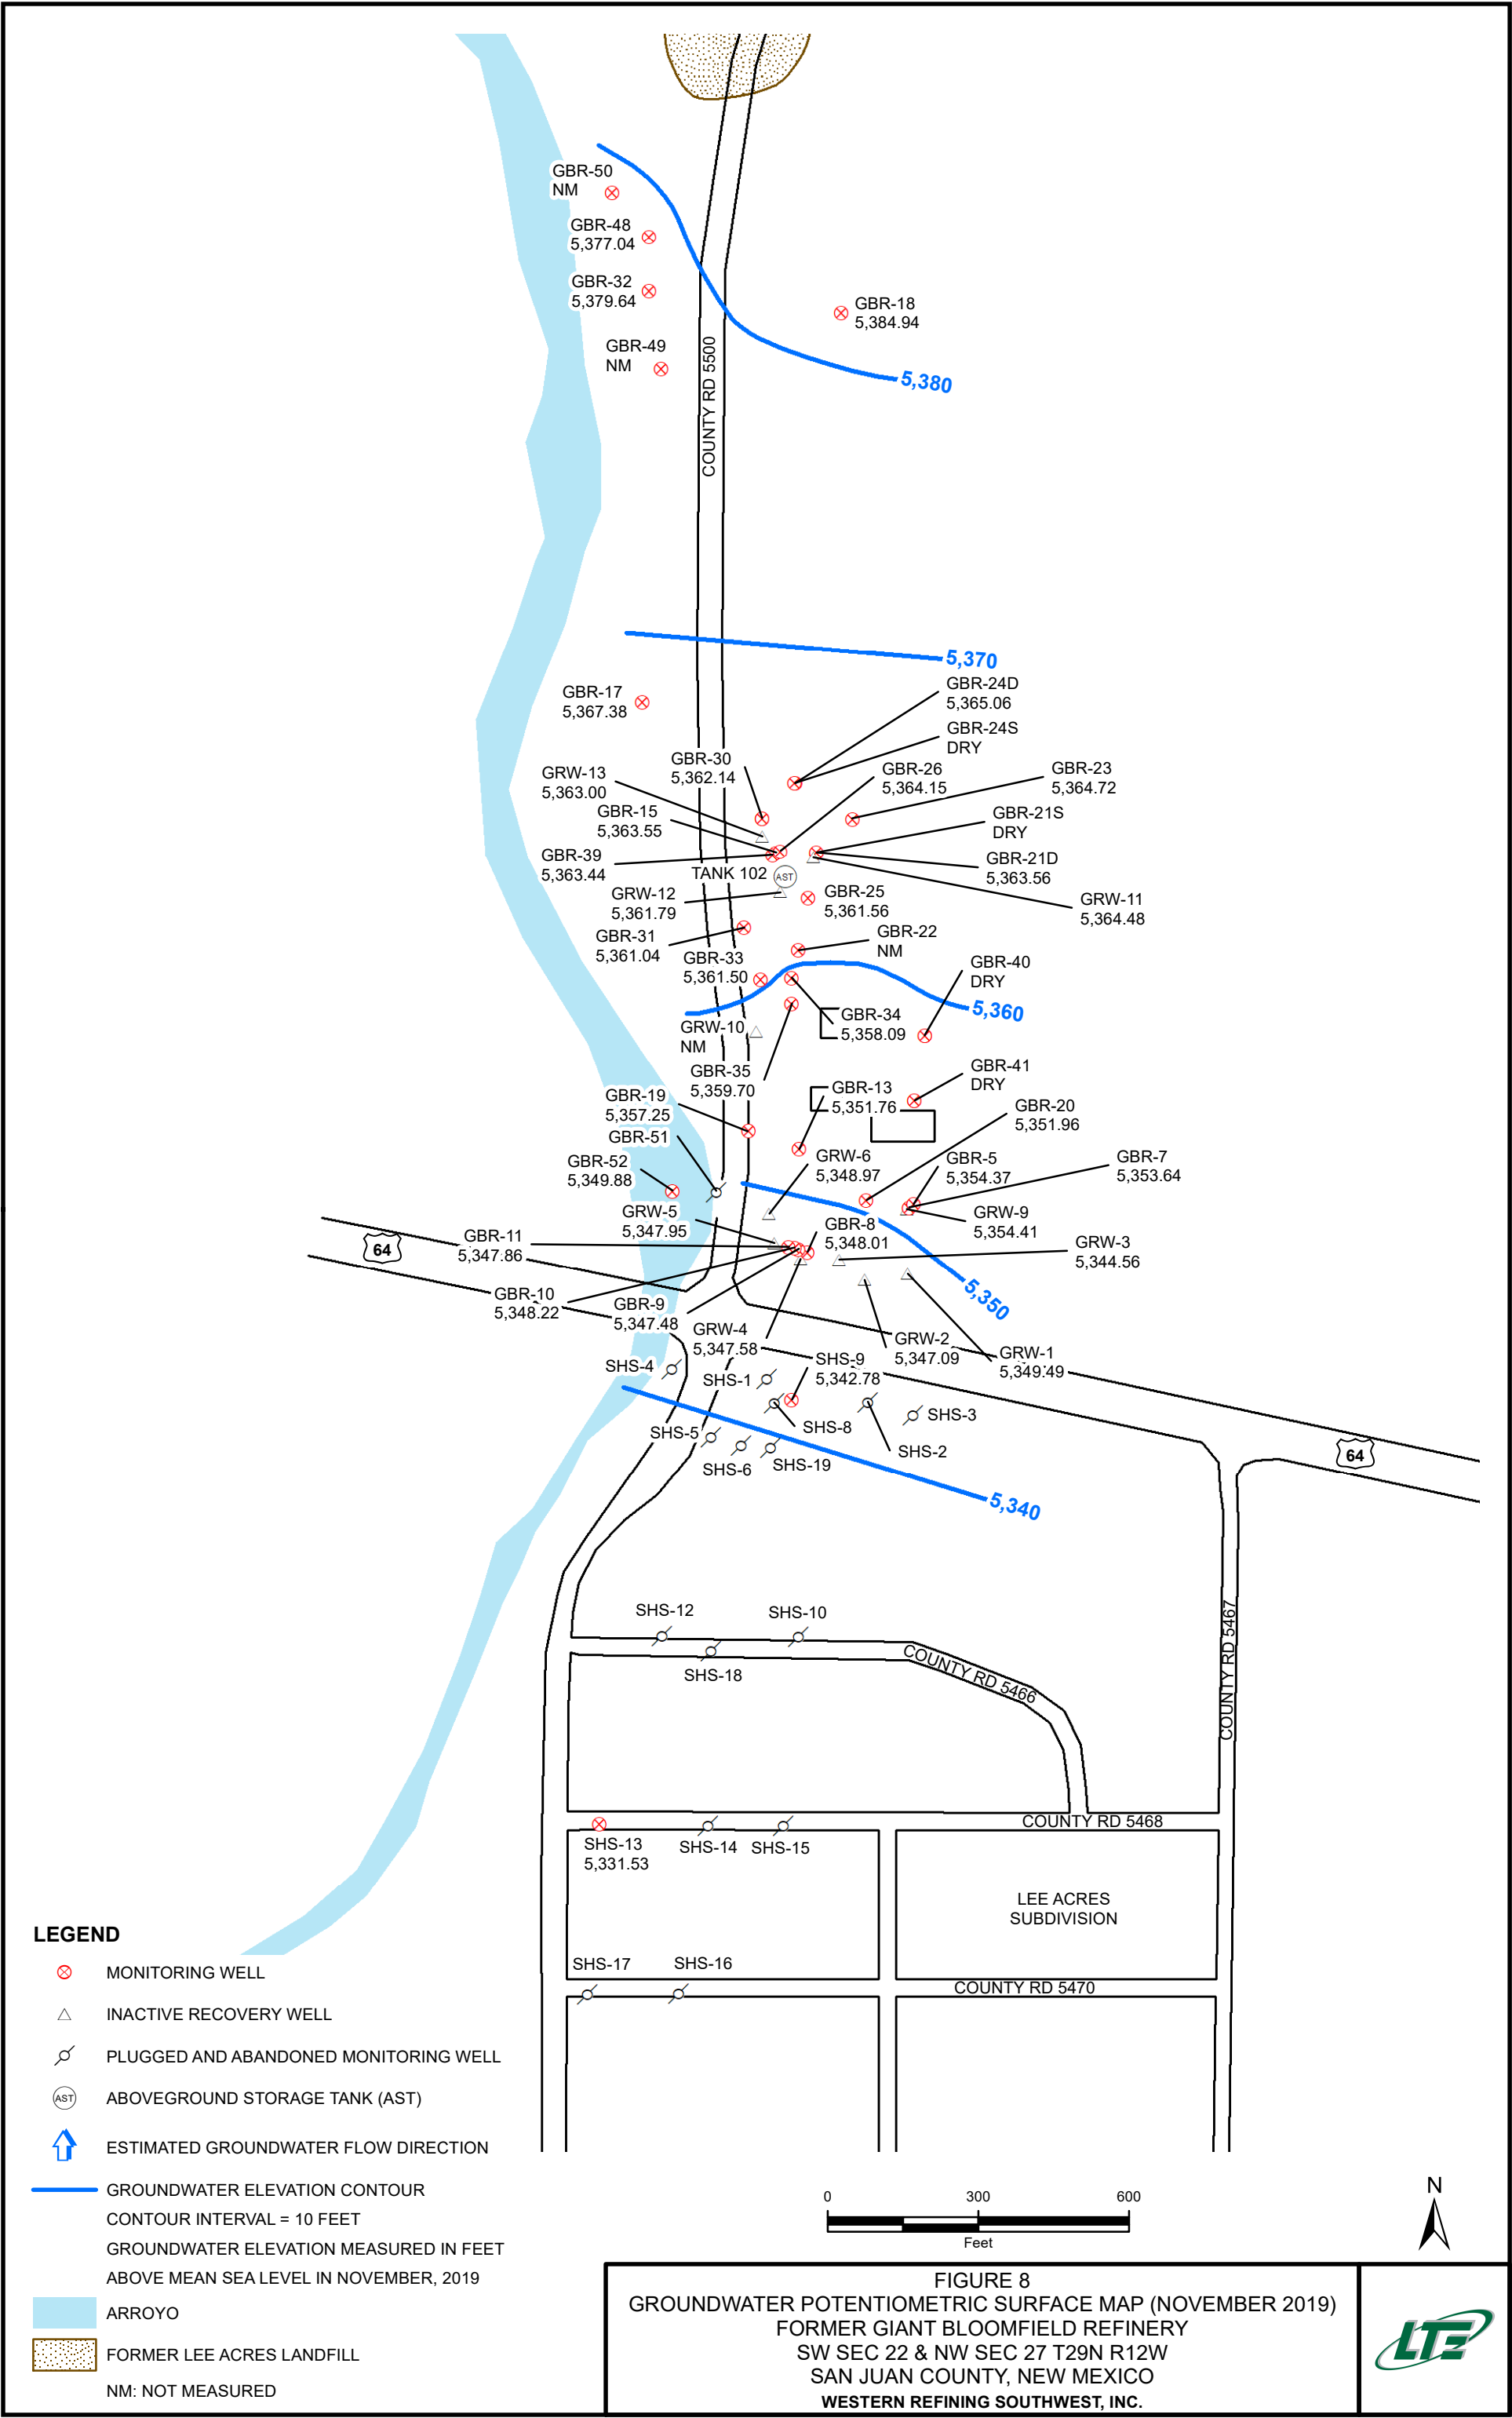 GBR-50
NM
GBR-48
5,377.04
GBR-32
5,379.64
GBR-18
5,384.94
GBR-49
NM
5,380
COUNTY RD 5500
5,370
GBR-17
5,367.38
GBR-24D
5,365.06
GBR-24S
DRY
GBR-30
5,362.14
GBR-26
5,364.15
GBR-23
5,364.72
GRW-13
5,363.00
GBR-15
5,363.55
GBR-21S
DRY
GBR-39
5,363.44
TANK 102
AST
GBR-21D
5,363.56
GRW-12
5,361.79
GBR-25
5,361.56
GRW-11
5,364.48
GBR-31
5,361.04
GBR-22
NM
GBR-33
5,361.50
GBR-40
DRY
5,360
GRW-10
NM
GBR-34
5,358.09
GBR-35
5,359.70
GBR-41
DRY
GBR-19
5,357.25
GBR-13
5,351.76
GBR-20
5,351.96
GBR-51
GBR-52
5,349.88
GRW-6
5,348.97
GBR-5
5,354.37
GBR-7
5,353.64
GRW-5
5,347.95
GRW-9
5,354.41
GBR-8
5,348.01
GBR-11
5,347.86
64
GRW-3
5,344.56
GBR-10
5,348.22
GBR-9
5,347.48
5,350
GRW-4
5,347.58
GRW-2
5,347.09
GRW-1
5,349.49
SHS-4
SHS-1
SHS-9
5,342.78
SHS-3
SHS-8
SHS-5
SHS-2
SHS-6
SHS-19
64
5,340
SHS-12
SHS-10
SHS-18
COUNTY RD 5466
COUNTY RD 5467
COUNTY RD 5468
SHS-13
5,331.53
SHS-14
SHS-15
LEE ACRES
SUBDIVISION
SHS-17
SHS-16
COUNTY RD 5470
LEGEND
MONITORING WELL
INACTIVE RECOVERY WELL
PLUGGED AND ABANDONED MONITORING WELL
AST
ABOVEGROUND STORAGE TANK (AST)
ESTIMATED GROUNDWATER FLOW DIRECTION
GROUNDWATER ELEVATION CONTOUR
CONTOUR INTERVAL = 10 FEET
GROUNDWATER ELEVATION MEASURED IN FEET
ABOVE MEAN SEA LEVEL IN NOVEMBER, 2019
ARROYO
FORMER LEE ACRES LANDFILL
NM: NOT MEASURED
0 300 600
Feet
N
FIGURE 8
GROUNDWATER POTENTIOMETRIC SURFACE MAP (NOVEMBER 2019)
FORMER GIANT BLOOMFIELD REFINERY
SW SEC 22 & NW SEC 27 T29N R12W
SAN JUAN COUNTY, NEW MEXICO
WESTERN REFINING SOUTHWEST, INC.
LTE